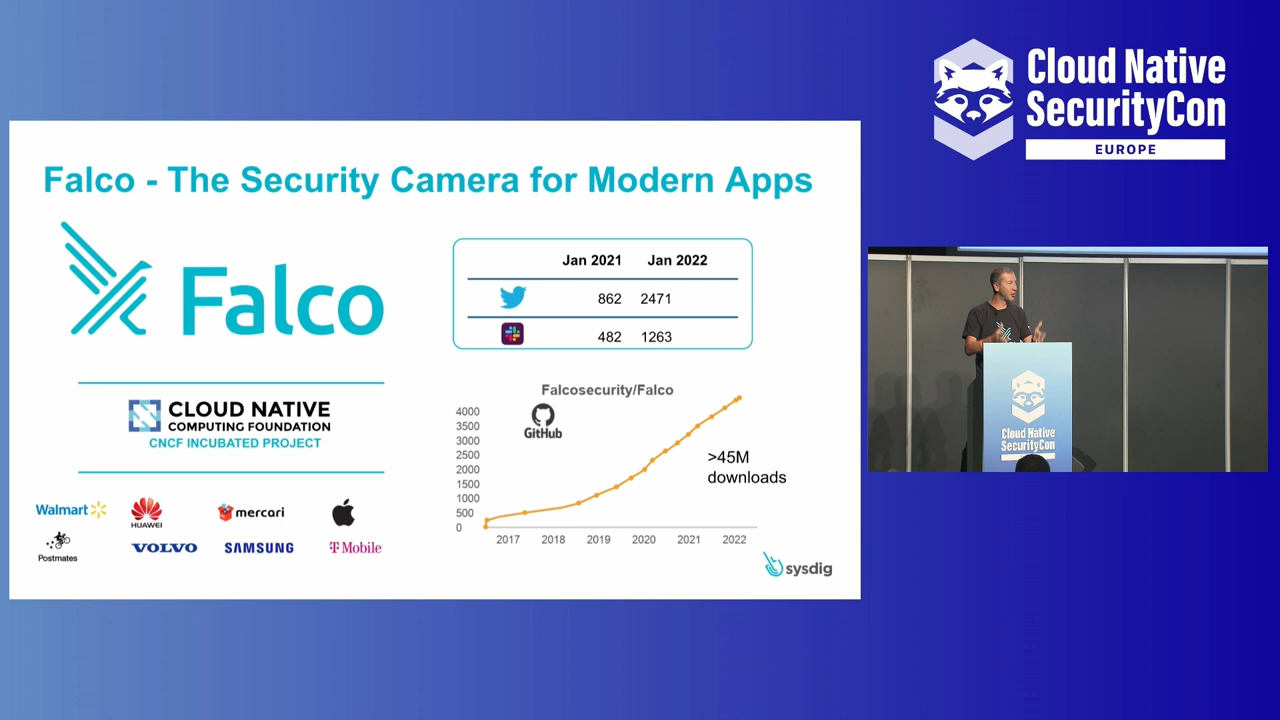 Cloud Native
SecurityCon
EUROPE
Falco - The Security Camera for Modern Apps
Falco
CLOUD NATIVE
COMPUTING FOUNDATION
CNCF INCUBATED PROJECT
Walmart
HUAWEI
mercari
Postmates
VOLVO
SAMSUNG
T Mobile
Jan 2021 Jan 2022
862 2471
482 1263
Falcosecurity/Falco
GitHub
4000
3500
3000
2500
2000
1500
1000
500
0
2017 2018 2019 2020 2021 2022
>45M
downloads
sysdig
Cloud Native
SecurityCon